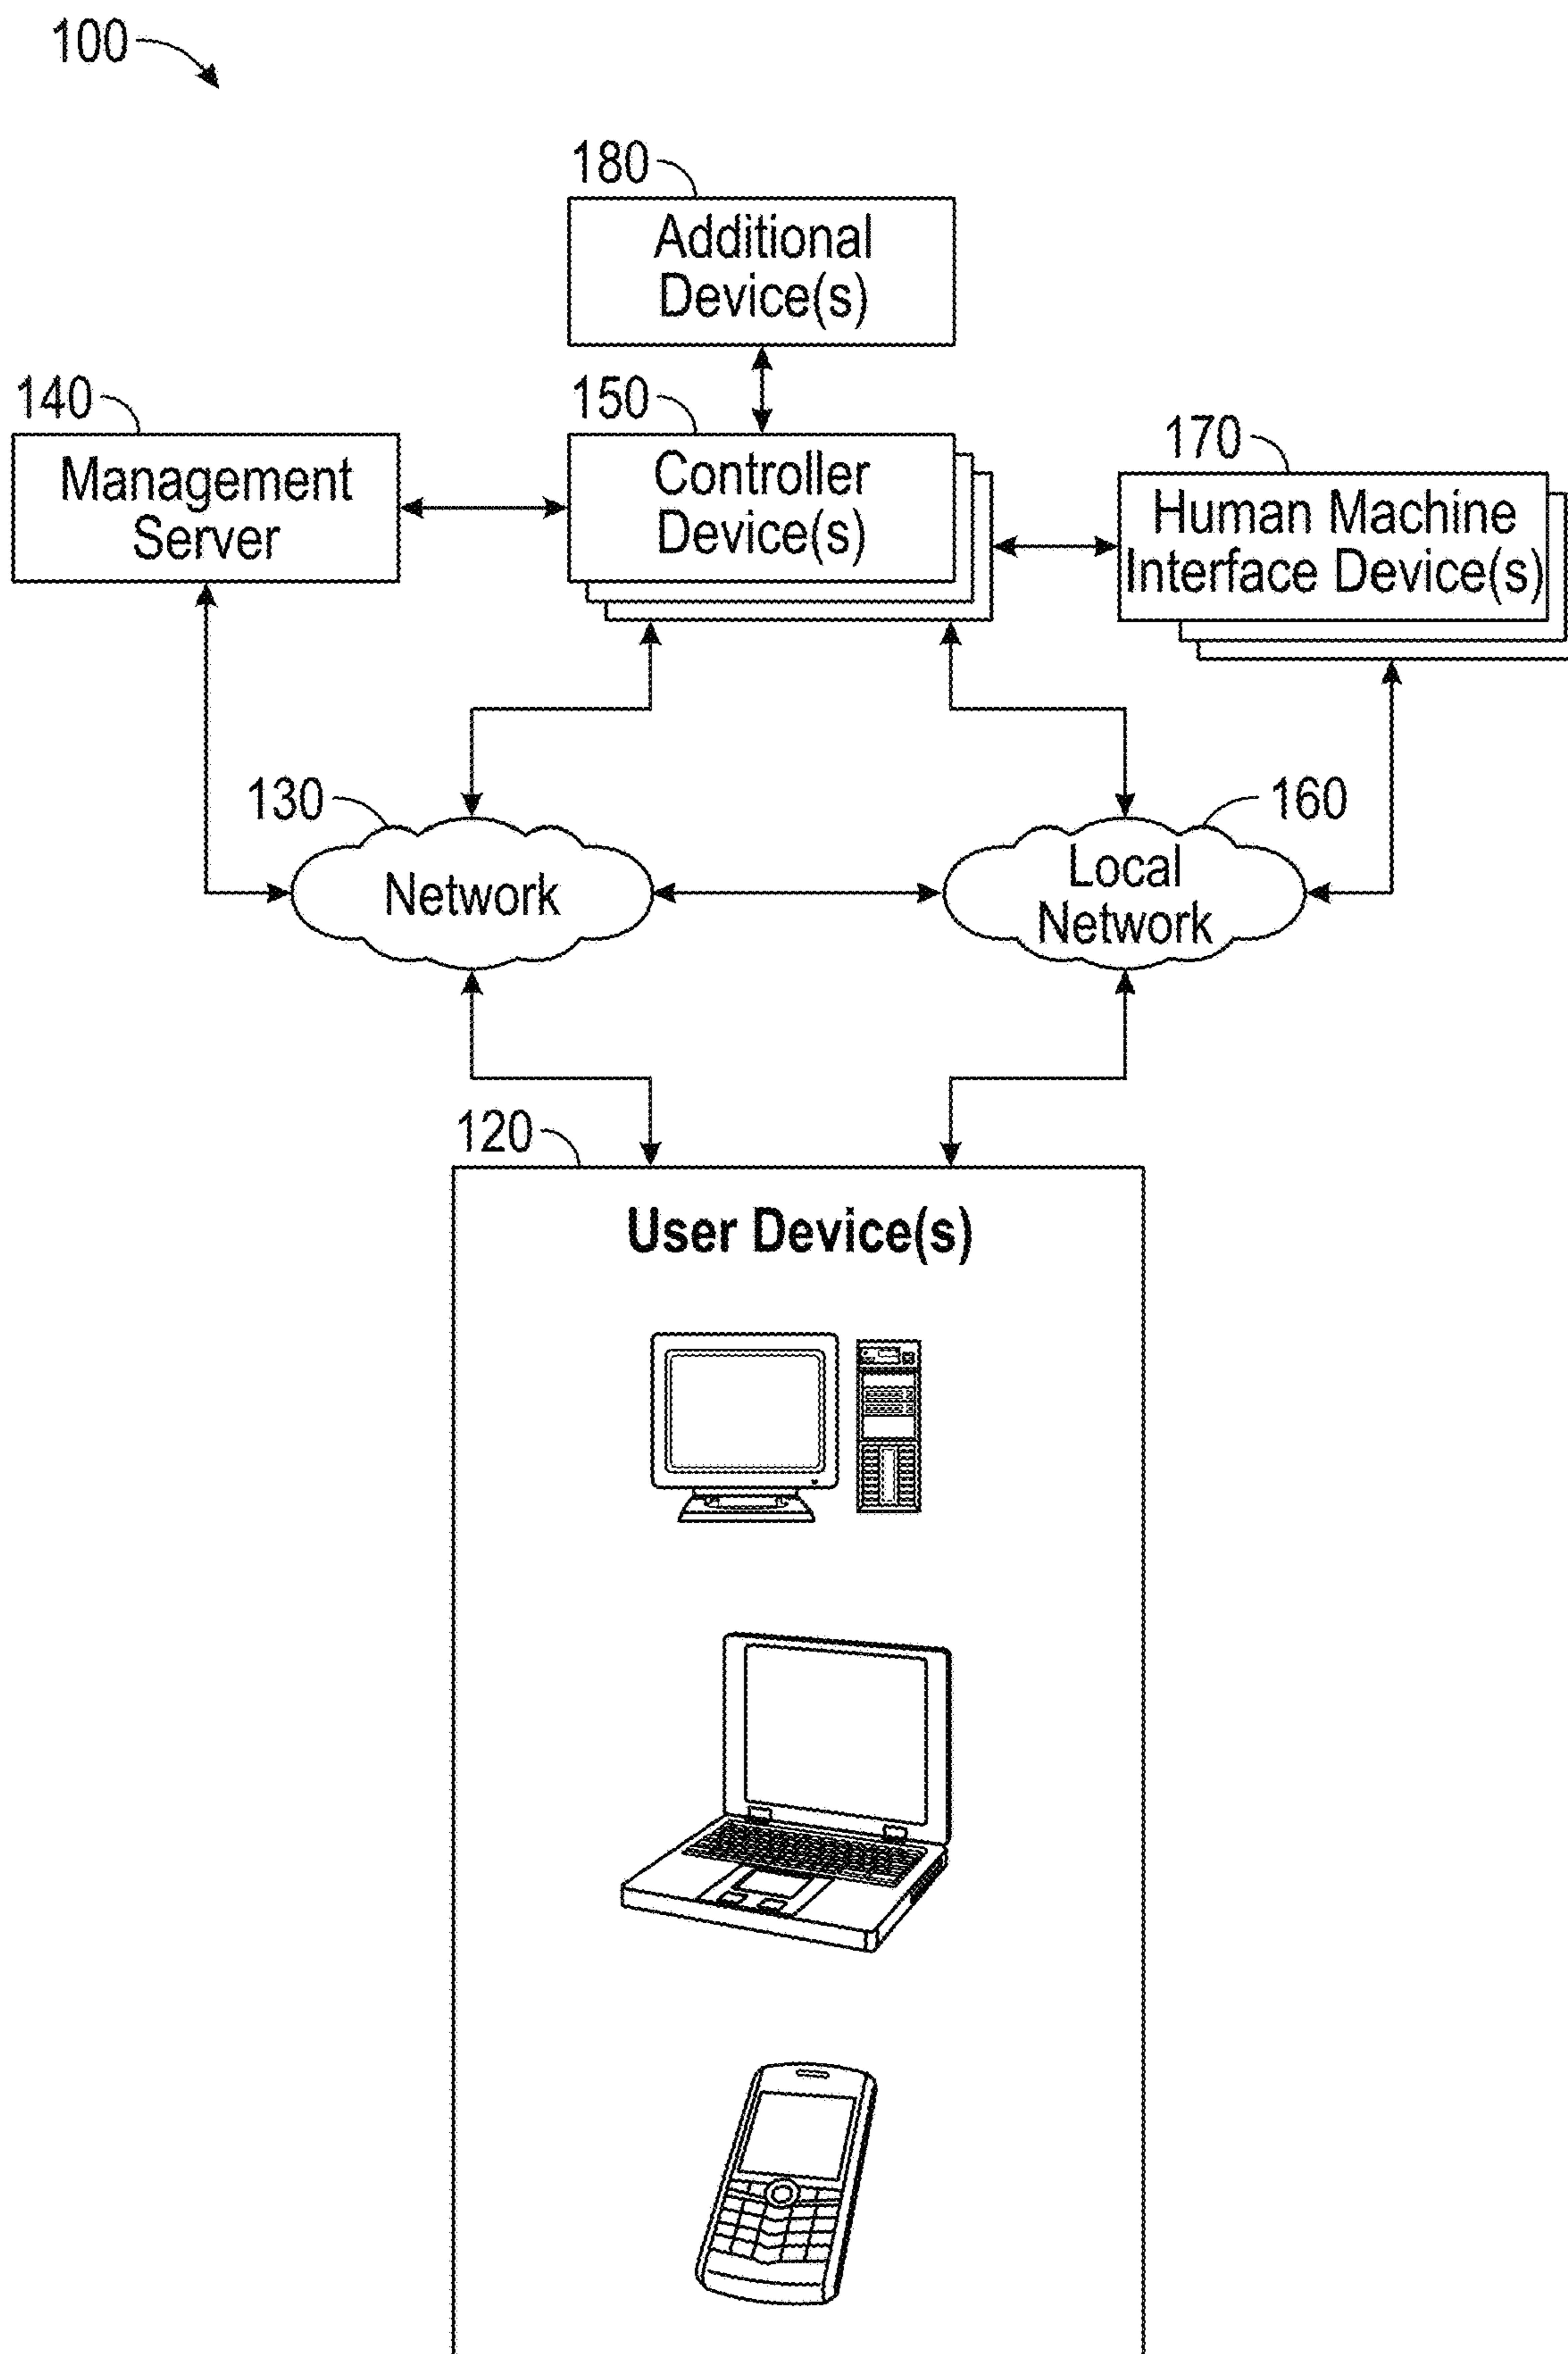 100
180
Additional
Device(s)
140
Management
Server
150
Controller
Device(s)
170
Human Machine
Interface Device(s)
130
Network
160
Local
Network
120
User Device(s)